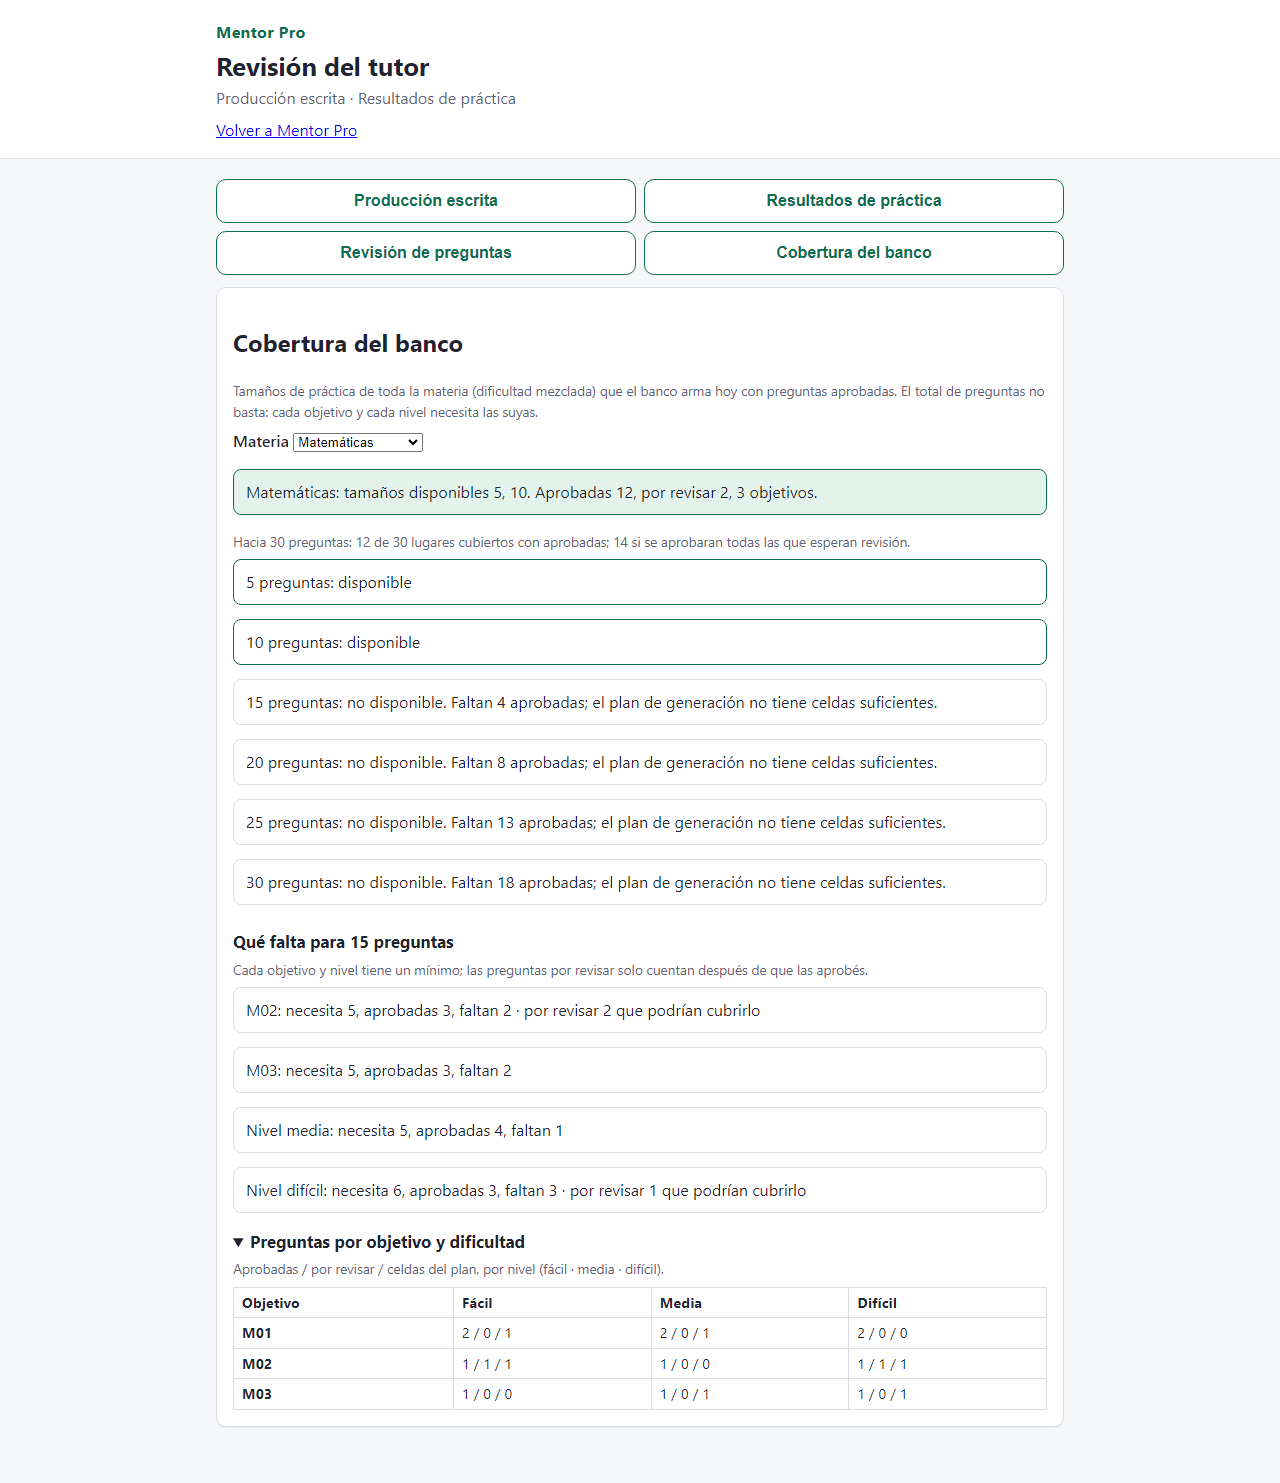 Mentor Pro
Revisión del tutor
Producción escrita · Resultados de práctica
Volver a Mentor Pro
Producción escrita
Resultados de práctica
Revisión de preguntas
Cobertura del banco
Cobertura del banco
Tamaños de práctica de toda la materia (dificultad mezclada) que el banco arma hoy con preguntas aprobadas. El total de preguntas no
basta: cada objetivo y cada nivel necesita las suyas.
Materia Matemáticas
Matemáticas: tamaños disponibles 5, 10. Aprobadas 12, por revisar 2, 3 objetivos.
Hacia 30 preguntas: 12 de 30 lugares cubiertos con aprobadas; 14 si se aprobaran todas las que esperan revisión.
5 preguntas: disponible
10 preguntas: disponible
15 preguntas: no disponible. Faltan 4 aprobadas; el plan de generación no tiene celdas suficientes.
20 preguntas: no disponible. Faltan 8 aprobadas; el plan de generación no tiene celdas suficientes.
25 preguntas: no disponible. Faltan 13 aprobadas; el plan de generación no tiene celdas suficientes.
30 preguntas: no disponible. Faltan 18 aprobadas; el plan de generación no tiene celdas suficientes.
Qué falta para 15 preguntas
Cada objetivo y nivel tiene un mínimo; las preguntas por revisar solo cuentan después de que las aprobés.
M02: necesita 5, aprobadas 3, faltan 2 · por revisar 2 que podrían cubrirlo
M03: necesita 5, aprobadas 3, faltan 2
Nivel media: necesita 5, aprobadas 4, faltan 1
Nivel difícil: necesita 6, aprobadas 3, faltan 3 · por revisar 1 que podrían cubrirlo
▼ Preguntas por objetivo y dificultad
Aprobadas / por revisar / celdas del plan, por nivel (fácil · media · difícil).
Objetivo Fácil Media Difícil
M01 2 / 0 / 1 2 / 0 / 1 2 / 0 / 0
M02 1 / 1 / 1 1 / 0 / 0 1 / 1 / 1
M03 1 / 0 / 0 1 / 0 / 1 1 / 0 / 1